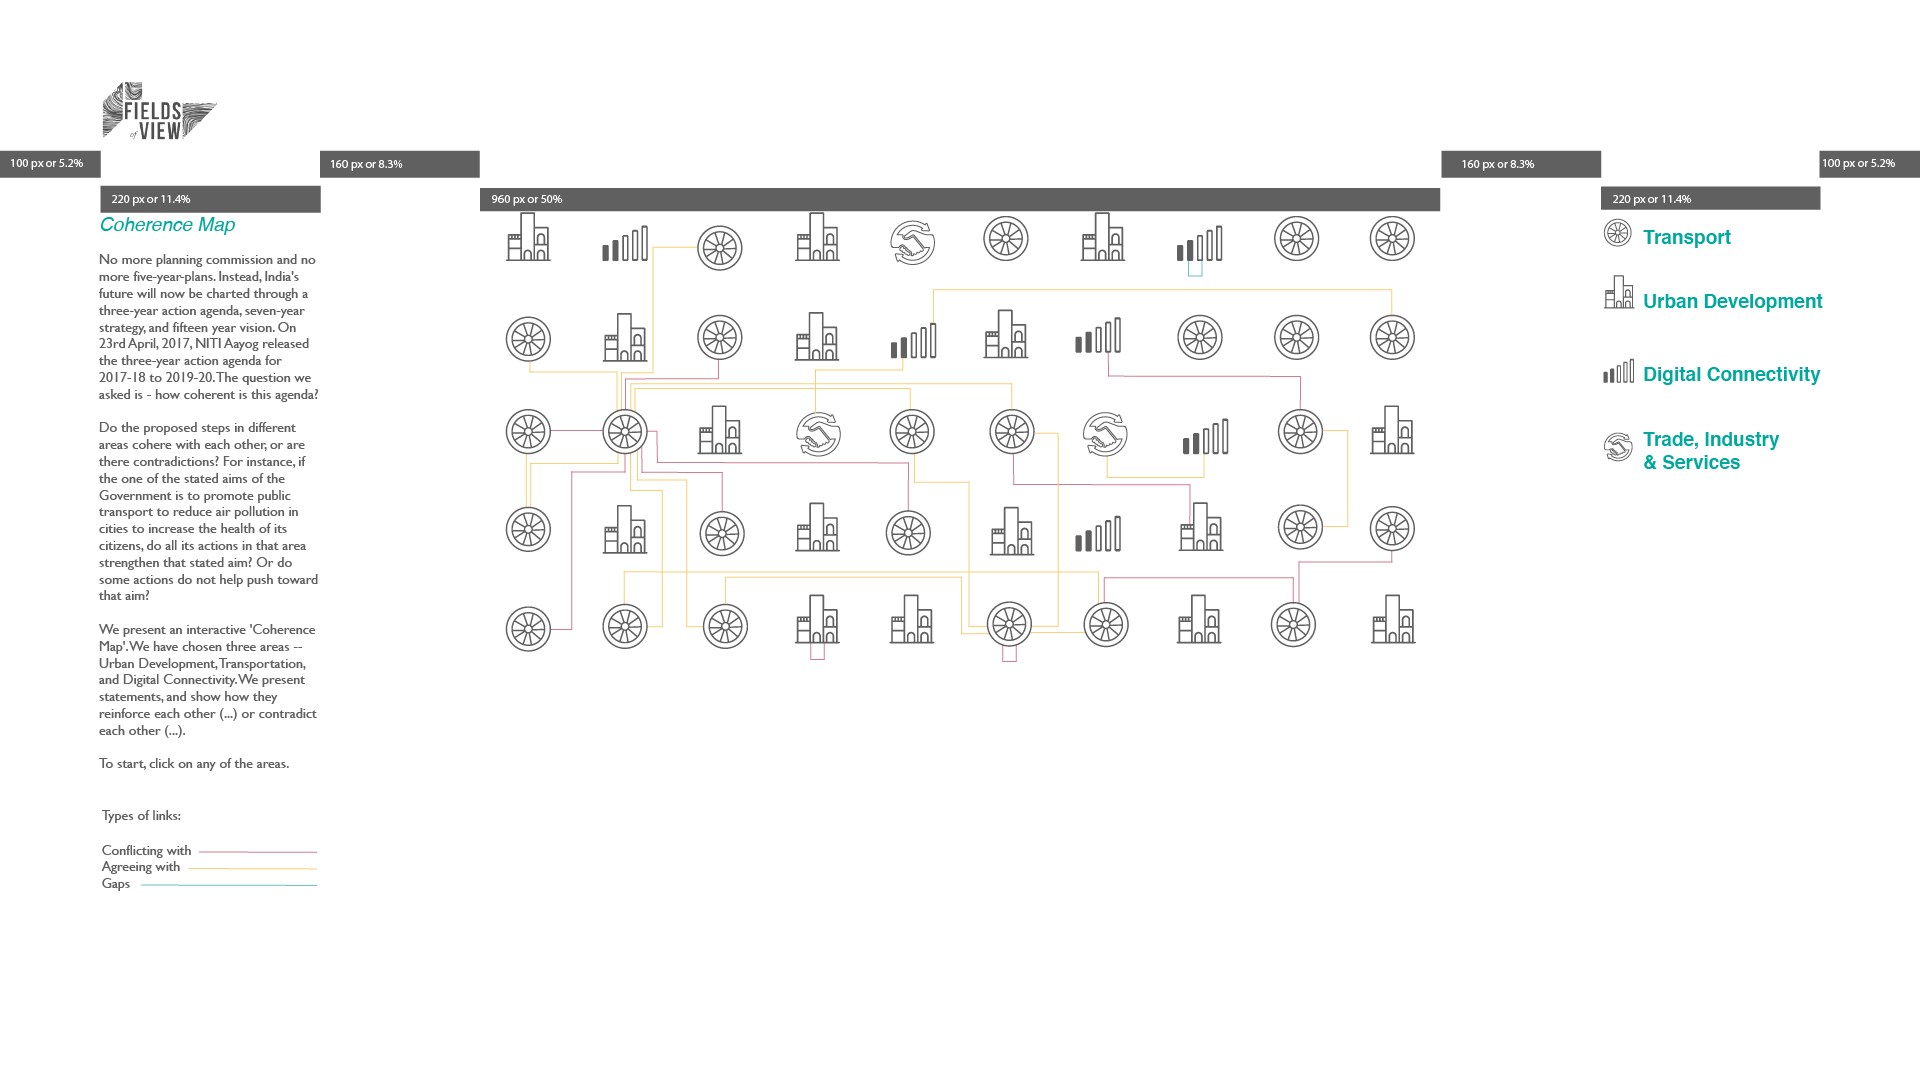 FIELDS
of VIEW
100 px or 5.2%
160 px or 8.3%
160 px or 8.3%
100 px or 5.2%
220 px or 11.4%
960 px or 50%
220 px or 11.4%
Coherence Map
No more planning commission and no
more five-year-plans. Instead, India's
future will now be charted through a
three-year action agenda, seven-year
strategy, and fifteen year vision. On
23rd April, 2017, NITI Aayog released
the three-year action agenda for
2017-18 to 2019-20. The question we
asked is - how coherent is this agenda?
Do the proposed steps in different
areas cohere with each other, or are
there contradictions? For instance, if
the one of the stated aims of the
Government is to promote public
transport to reduce air pollution in
cities to increase the health of its
citizens, do all its actions in that area
strengthen that stated aim? Or do
some actions do not help push toward
that aim?
We present an interactive 'Coherence
Map'. We have chosen three areas --
Urban Development, Transportation,
and Digital Connectivity. We present
statements, and show how they
reinforce each other (...) or contradict
each other (...).
To start, click on any of the areas.
Types of links:
Conflicting with
Agreeing with
Gaps
Transport
Urban Development
Digital Connectivity
Trade, Industry
& Services